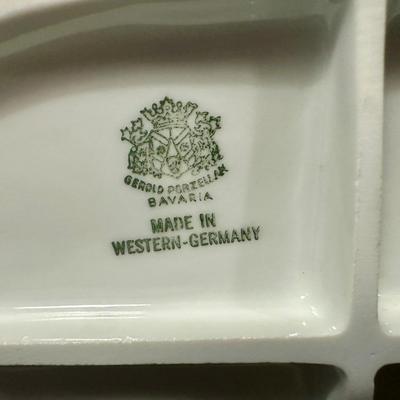 GEROLD PORZELLAN
BAVARIA
MADE IN
WESTERN-GERMANY